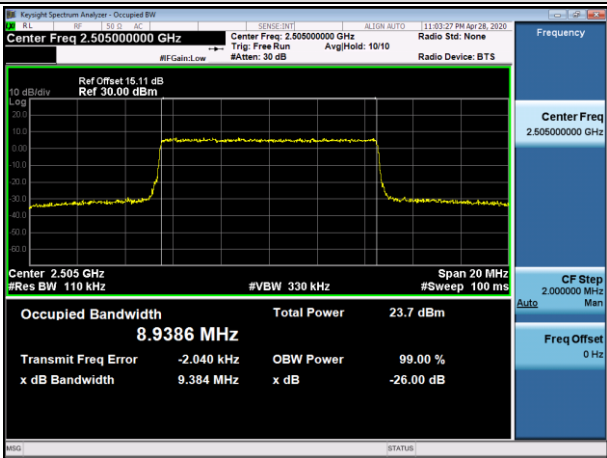 Keysight Spectrum Analyzer - Occupied BW
RL RF 50 Ω AC SENSE:INT ALIGN AUTO 11:03:27 PM Apr 28, 2020
Center Freq 2.505000000 GHz
Center Freq: 2.505000000 GHz
Radio Std: None
Trig: Free Run Avg|Hold: 10/10
#IFGain:Low
#Atten: 30 dB
Radio Device: BTS
Frequency
Ref Offset 15.11 dB
10 dB/div Ref 30.00 dBm
Log
20.0
10.0
0.00
-10.0
-20.0
-30.0
-40.0
-50.0
-60.0
Center Freq
2.505000000 GHz
Center 2.505 GHz
Span 20 MHz
#Res BW 110 kHz
#VBW 330 kHz
#Sweep 100 ms
CF Step
2.000000 MHz
Auto Man
Occupied Bandwidth
Total Power 23.7 dBm
8.9386 MHz
Transmit Freq Error -2.040 kHz
OBW Power 99.00 %
x dB Bandwidth 9.384 MHz
x dB -26.00 dB
Freq Offset
0 Hz
MSG
STATUS